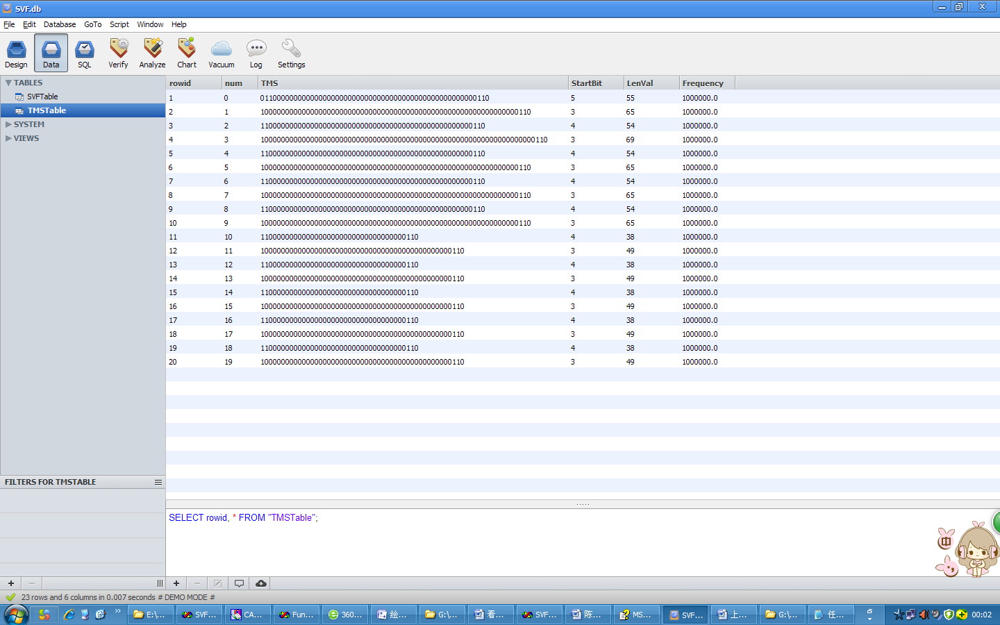 SVF.db
File Edit Database GoTo Script Window Help
Design Data SQL Verify Analyze Chart Vacuum Log Settings
TABLES
SVFTable
TMSTable
SYSTEM
VIEWS
rowid num TMS StartBit LenVal Frequency
1 0 0110000000000000000000000000000000000000000000000000110 5 55 1000000.0
2 1 10000000000000000000000000000000000000000000000000000000000000110 3 65 1000000.0
3 2 110000000000000000000000000000000000000000000000000110 4 54 1000000.0
4 3 100000000000000000000000000000000000000000000000000000000000000000110 3 69 1000000.0
5 4 110000000000000000000000000000000000000000000000000110 4 54 1000000.0
6 5 10000000000000000000000000000000000000000000000000000000000000110 3 65 1000000.0
7 6 110000000000000000000000000000000000000000000000000110 4 54 1000000.0
8 7 10000000000000000000000000000000000000000000000000000000000000110 3 65 1000000.0
9 8 110000000000000000000000000000000000000000000000000110 4 54 1000000.0
10 9 10000000000000000000000000000000000000000000000000000000000000110 3 65 1000000.0
11 10 11000000000000000000000000000000000110 4 38 1000000.0
12 11 1000000000000000000000000000000000000000000000110 3 49 1000000.0
13 12 11000000000000000000000000000000000110 4 38 1000000.0
14 13 1000000000000000000000000000000000000000000000110 3 49 1000000.0
15 14 11000000000000000000000000000000000110 4 38 1000000.0
16 15 1000000000000000000000000000000000000000000000110 3 49 1000000.0
17 16 11000000000000000000000000000000000110 4 38 1000000.0
18 17 1000000000000000000000000000000000000000000000110 3 49 1000000.0
19 18 11000000000000000000000000000000000110 4 38 1000000.0
20 19 1000000000000000000000000000000000000000000000110 3 49 1000000.0
FILTERS FOR TMSTABLE
SELECT rowid, * FROM "TMSTable";
中
23 rows and 6 columns in 0.007 seconds # DEMO MODE #
E:\... SVF... CA... Fun... 360... 绘... G:\... 看... SVF... 陈... MS... SVF... 上... G:\... 任... 00:02